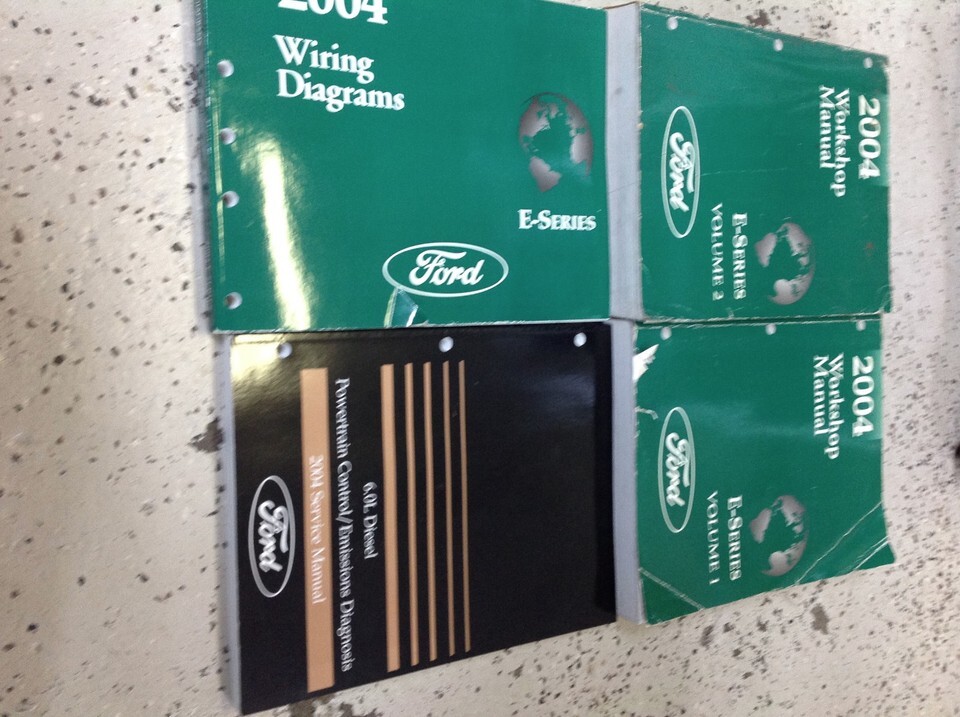 2004
Wiring
Diagrams
E-SERIES
Ford
2004
Workshop
Manual
Ford
E-SERIES
VOLUME 2
2004
Workshop
Manual
Ford
E-SERIES
VOLUME 1
6.0L Diesel
Powertrain Control/Emissions Diagnosis
2004 Service Manual
Ford